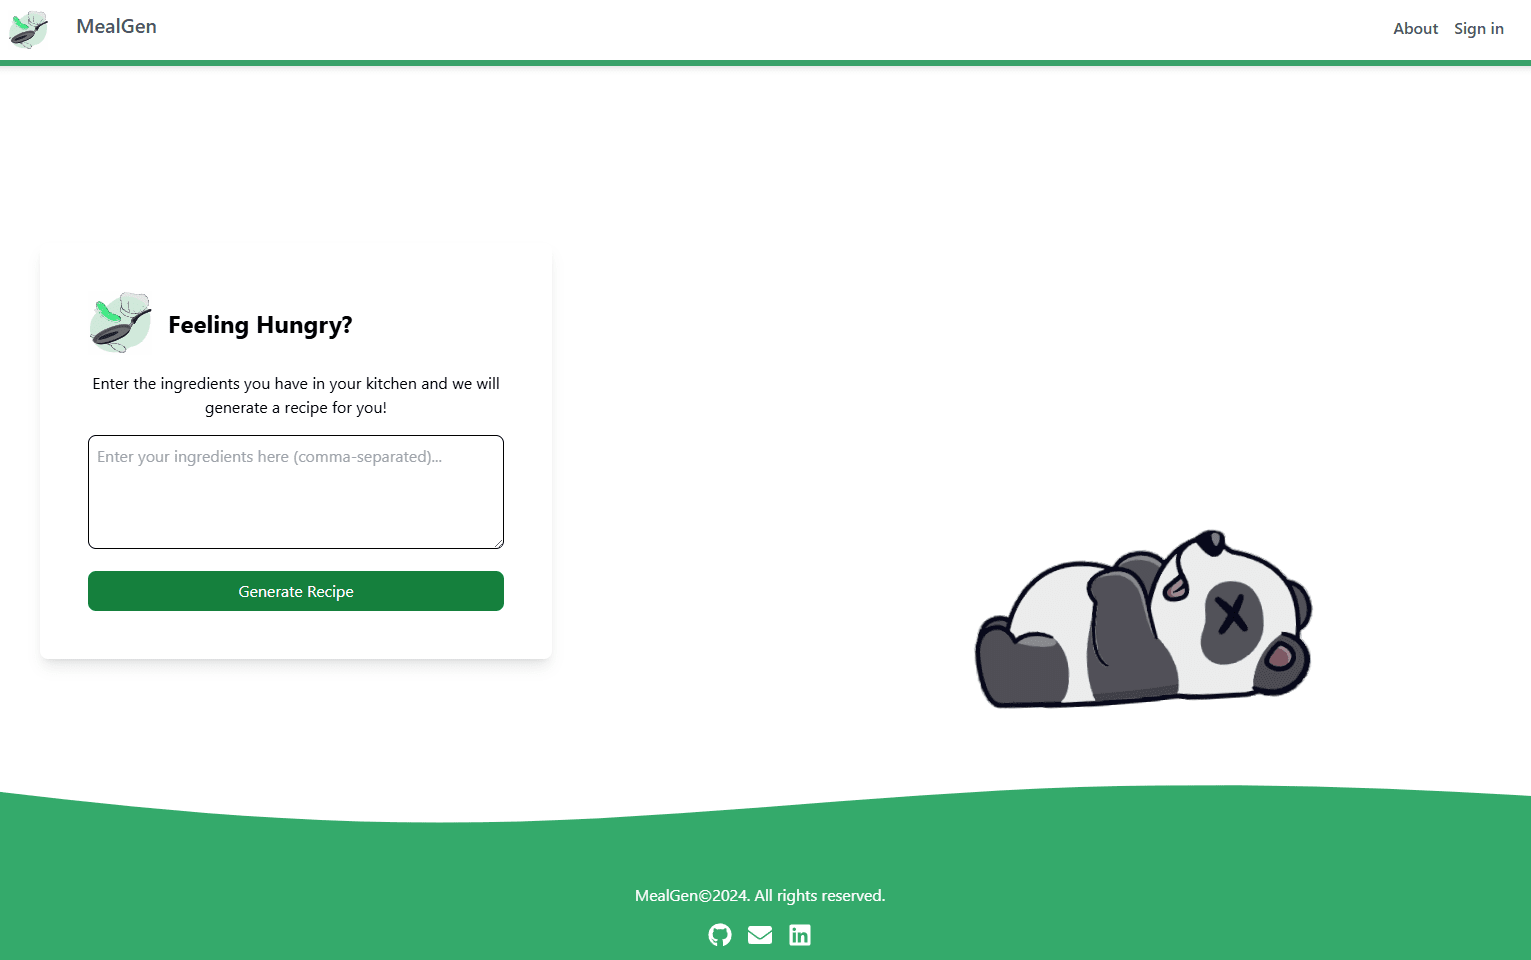 MealGen
About Sign in
Feeling Hungry?
Enter the ingredients you have in your kitchen and we will
generate a recipe for you!
Enter your ingredients here (comma-separated)...
Generate Recipe
MealGen©2024. All rights reserved.